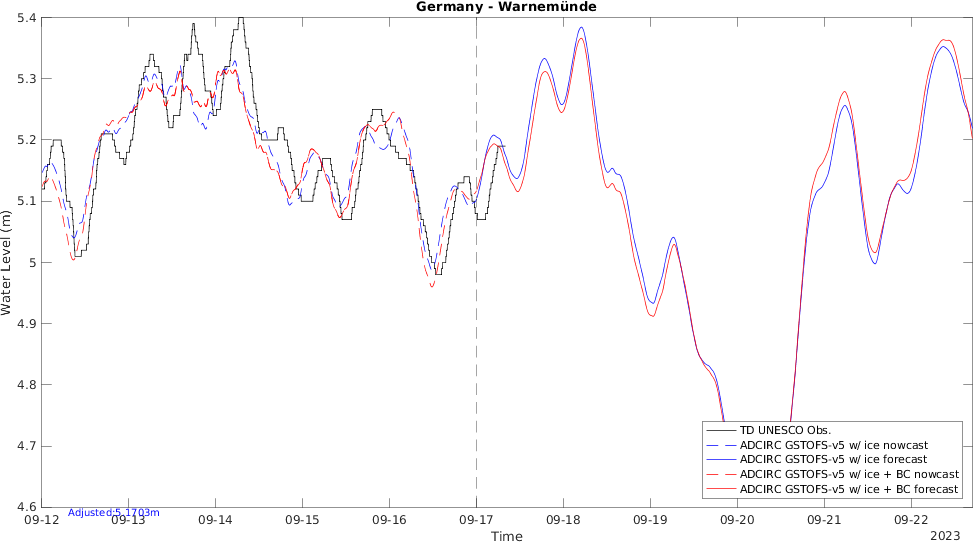 Germany - Warnemünde
5.4
5.3
5.2
5.1
5
4.9
4.8
4.7
4.6
Water Level (m)
TD UNESCO Obs.
ADCIRC GSTOFS-v5 w/ ice nowcast
ADCIRC GSTOFS-v5 w/ ice forecast
ADCIRC GSTOFS-v5 w/ ice + BC nowcast
ADCIRC GSTOFS-v5 w/ ice + BC forecast
Adjusted:5.1703m
09-12 09-13 09-14 09-15 09-16 09-17 09-18 09-19 09-20 09-21 09-22
Time
2023